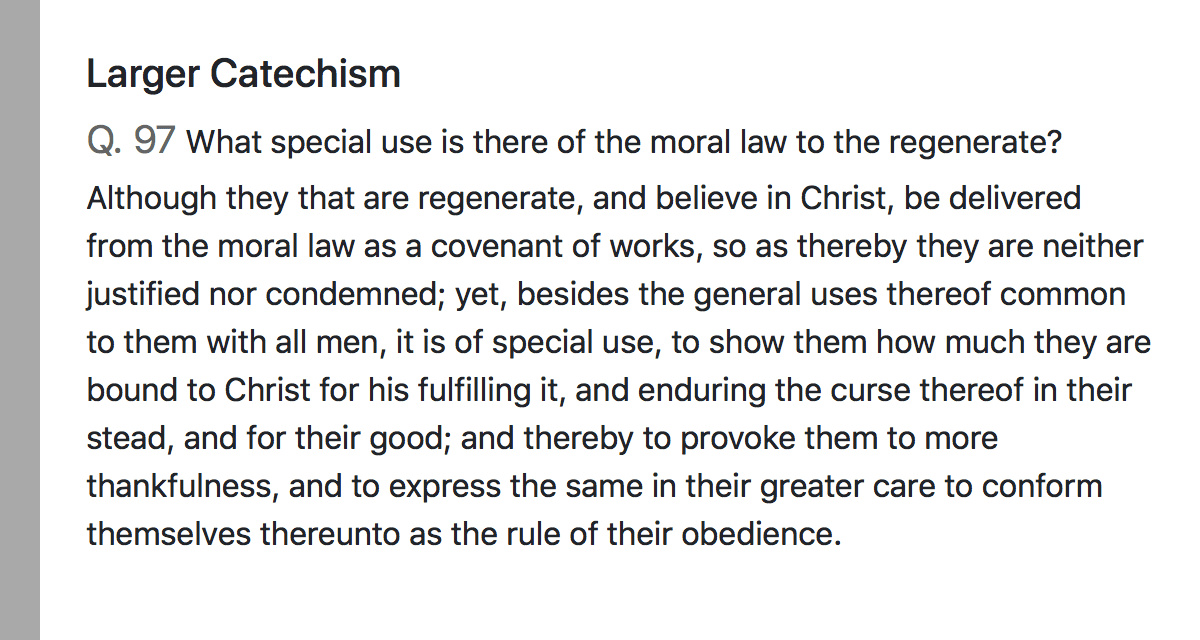 Larger Catechism
Q. 97 What special use is there of the moral law to the regenerate?
Although they that are regenerate, and believe in Christ, be delivered
from the moral law as a covenant of works, so as thereby they are neither
justified nor condemned; yet, besides the general uses thereof common
to them with all men, it is of special use, to show them how much they are
bound to Christ for his fulfilling it, and enduring the curse thereof in their
stead, and for their good; and thereby to provoke them to more
thankfulness, and to express the same in their greater care to conform
themselves thereunto as the rule of their obedience.